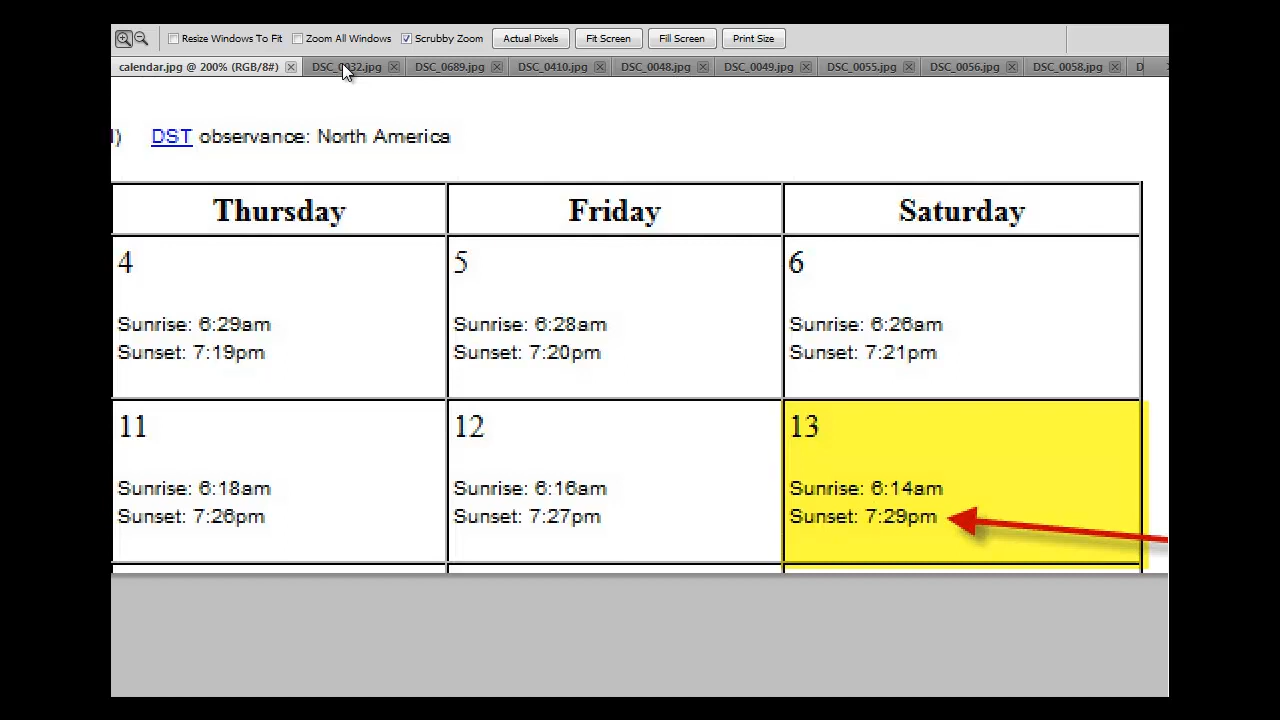 Resize Windows To Fit Zoom All Windows Scrubby Zoom Actual Pixels Fit Screen Fill Screen Print Size
calendar.jpg @ 200% (RGB/8#) DSC_0689.jpg DSC_0410.jpg DSC_0048.jpg DSC_0049.jpg DSC_0055.jpg DSC_0056.jpg DSC_0058.jpg D
) DST observance: North America
Thursday Friday Saturday
4 5 6
Sunrise: 6:29am Sunrise: 6:28am Sunrise: 6:26am
Sunset: 7:19pm Sunset: 7:20pm Sunset: 7:21pm
11 12 13
Sunrise: 6:18am Sunrise: 6:16am Sunrise: 6:14am
Sunset: 7:26pm Sunset: 7:27pm Sunset: 7:29pm